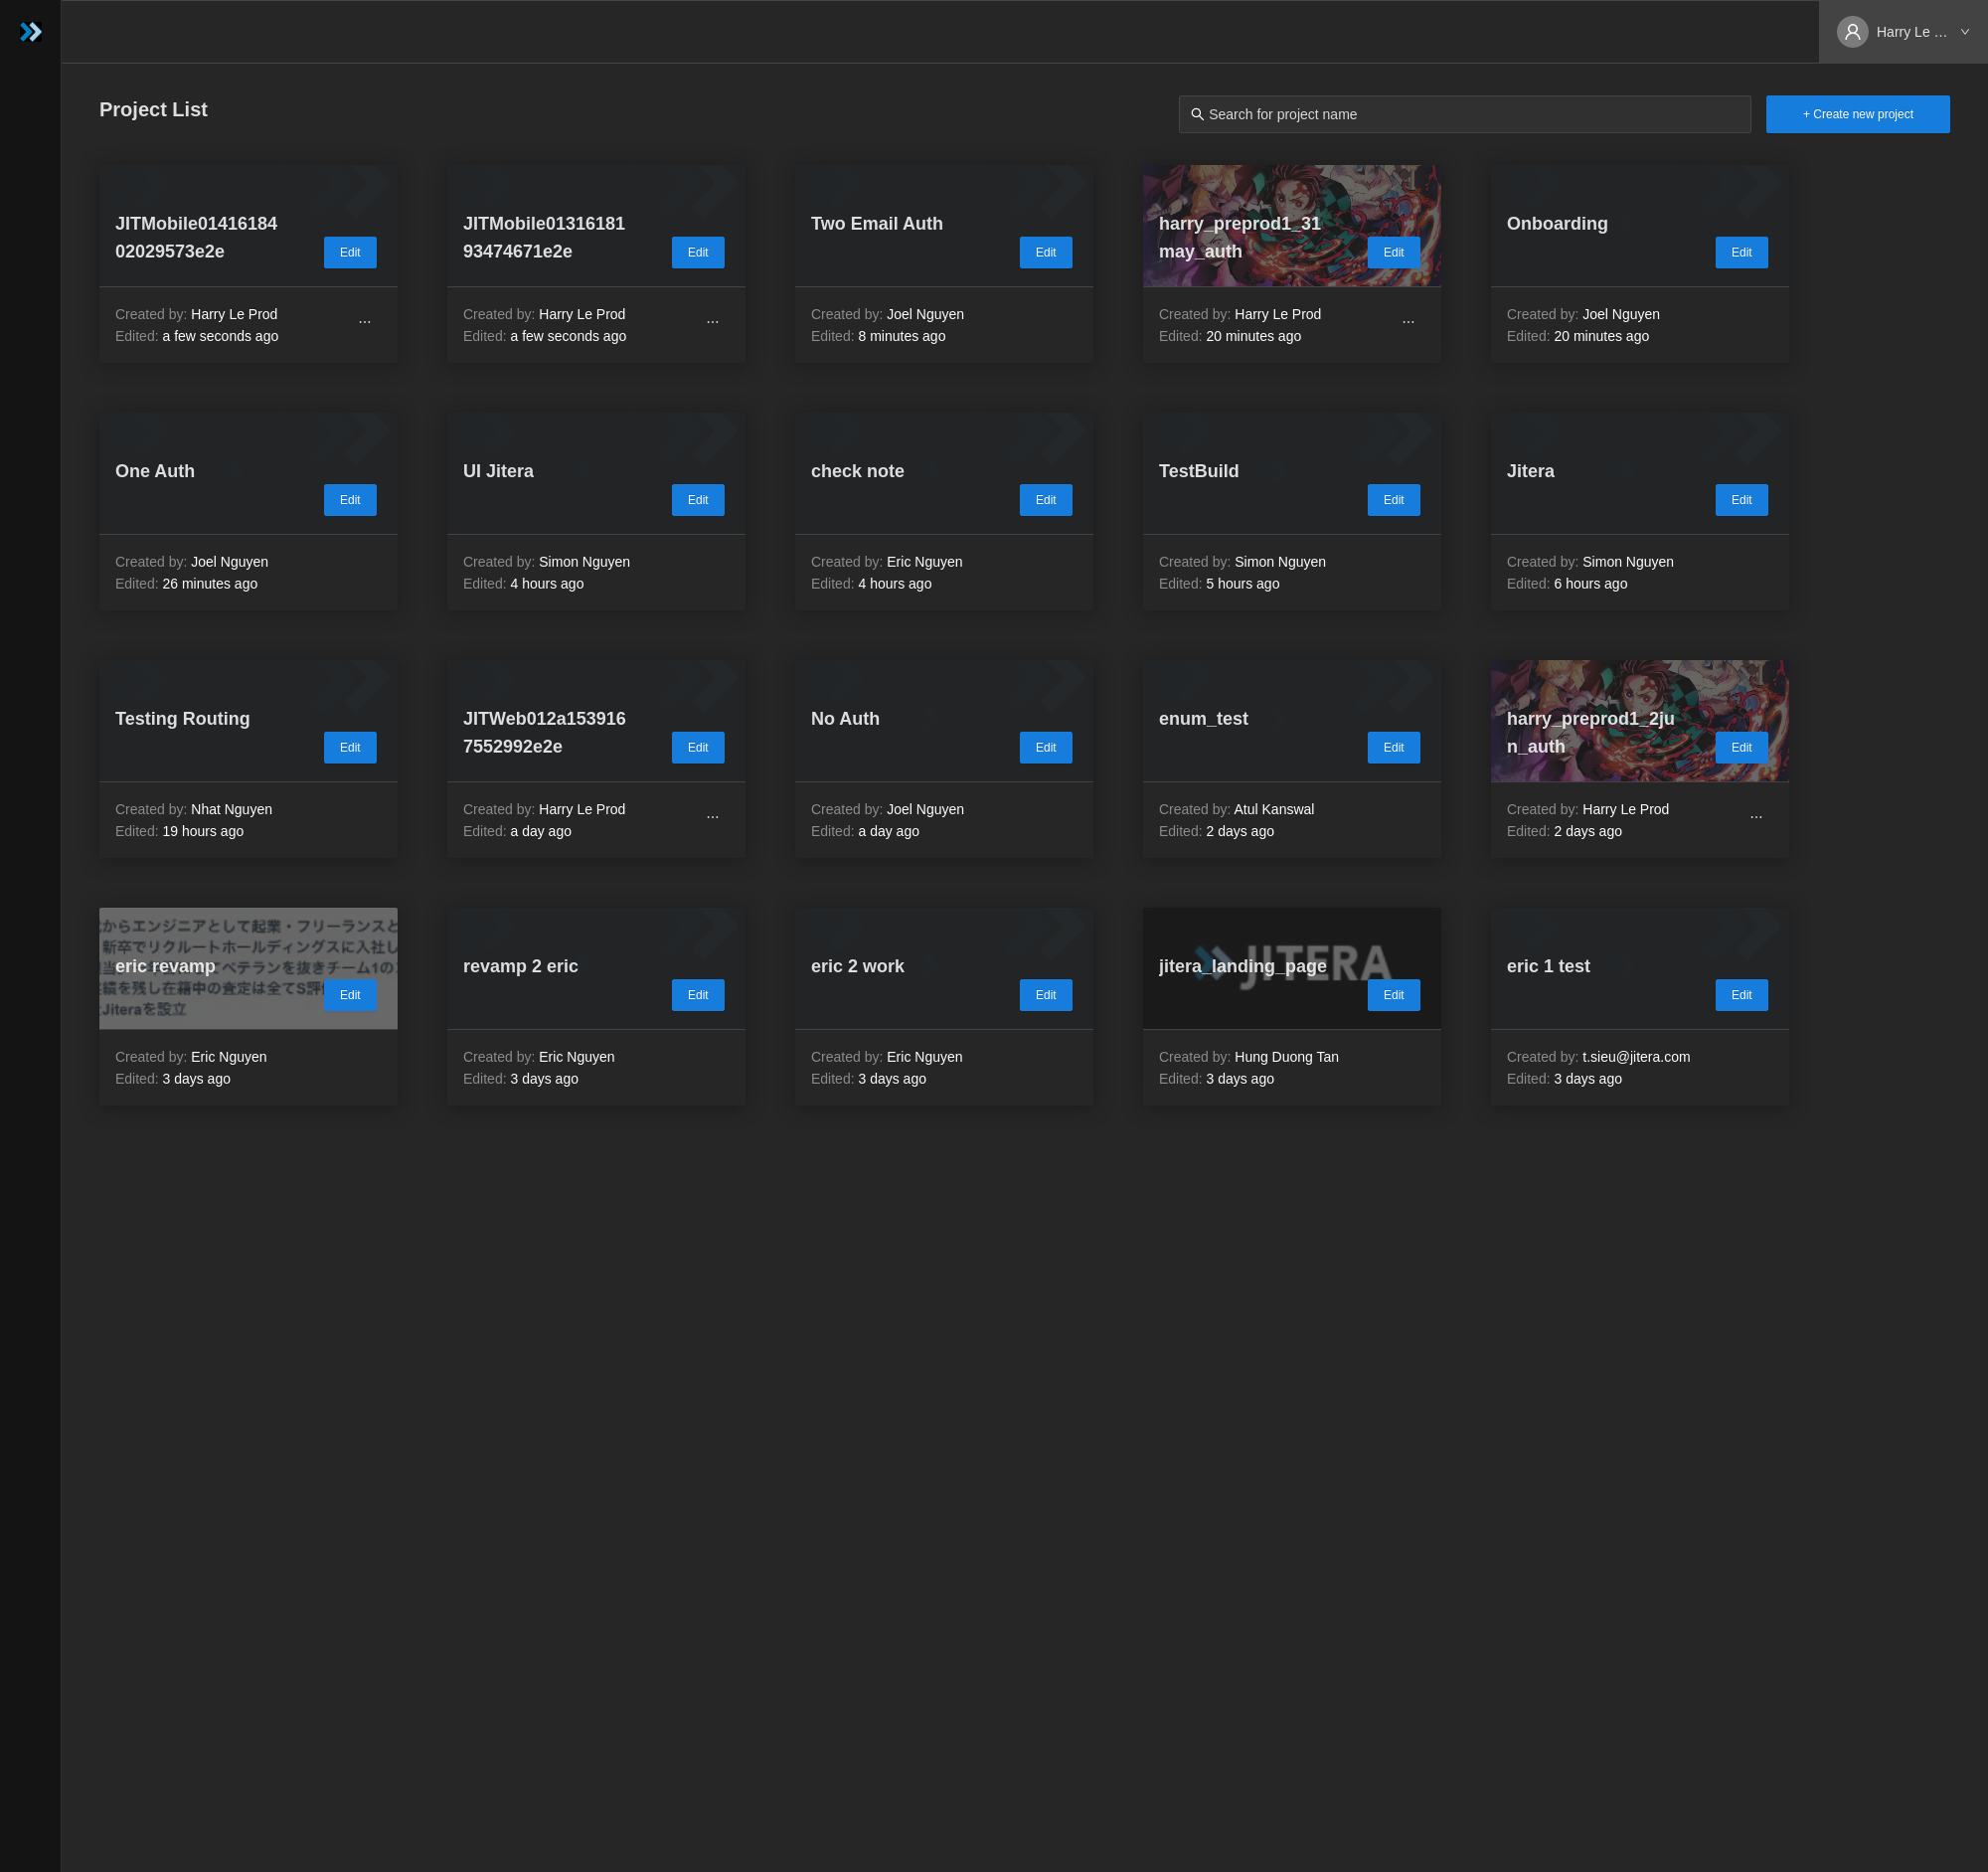 Harry Le ...
Project List
Search for project name
+ Create new project
JITMobile01416184
02029573e2e
Edit
Created by: Harry Le Prod
Edited: a few seconds ago
...
JITMobile01316181
93474671e2e
Edit
Created by: Harry Le Prod
Edited: a few seconds ago
...
Two Email Auth
Edit
Created by: Joel Nguyen
Edited: 8 minutes ago
harry_preprod1_31
may_auth
Edit
Created by: Harry Le Prod
Edited: 20 minutes ago
...
Onboarding
Edit
Created by: Joel Nguyen
Edited: 20 minutes ago
One Auth
Edit
Created by: Joel Nguyen
Edited: 26 minutes ago
UI Jitera
Edit
Created by: Simon Nguyen
Edited: 4 hours ago
check note
Edit
Created by: Eric Nguyen
Edited: 4 hours ago
TestBuild
Edit
Created by: Simon Nguyen
Edited: 5 hours ago
Jitera
Edit
Created by: Simon Nguyen
Edited: 6 hours ago
Testing Routing
Edit
Created by: Nhat Nguyen
Edited: 19 hours ago
JITWeb012a153916
7552992e2e
Edit
Created by: Harry Le Prod
Edited: a day ago
...
No Auth
Edit
Created by: Joel Nguyen
Edited: a day ago
enum_test
Edit
Created by: Atul Kanswal
Edited: 2 days ago
harry_preprod1_2ju
n_auth
Edit
Created by: Harry Le Prod
Edited: 2 days ago
...
からエンジニアとして起業・フリーランスと
新卒でリクルートホールディングスに入社し
eric revamp
ベテランを抜きチーム1の
を残し在籍中の査定は全てS評
Jiteraを設立
Edit
Created by: Eric Nguyen
Edited: 3 days ago
revamp 2 eric
Edit
Created by: Eric Nguyen
Edited: 3 days ago
eric 2 work
Edit
Created by: Eric Nguyen
Edited: 3 days ago
JITERA
jitera_landing_page
Edit
Created by: Hung Duong Tan
Edited: 3 days ago
eric 1 test
Edit
Created by: t.sieu@jitera.com
Edited: 3 days ago